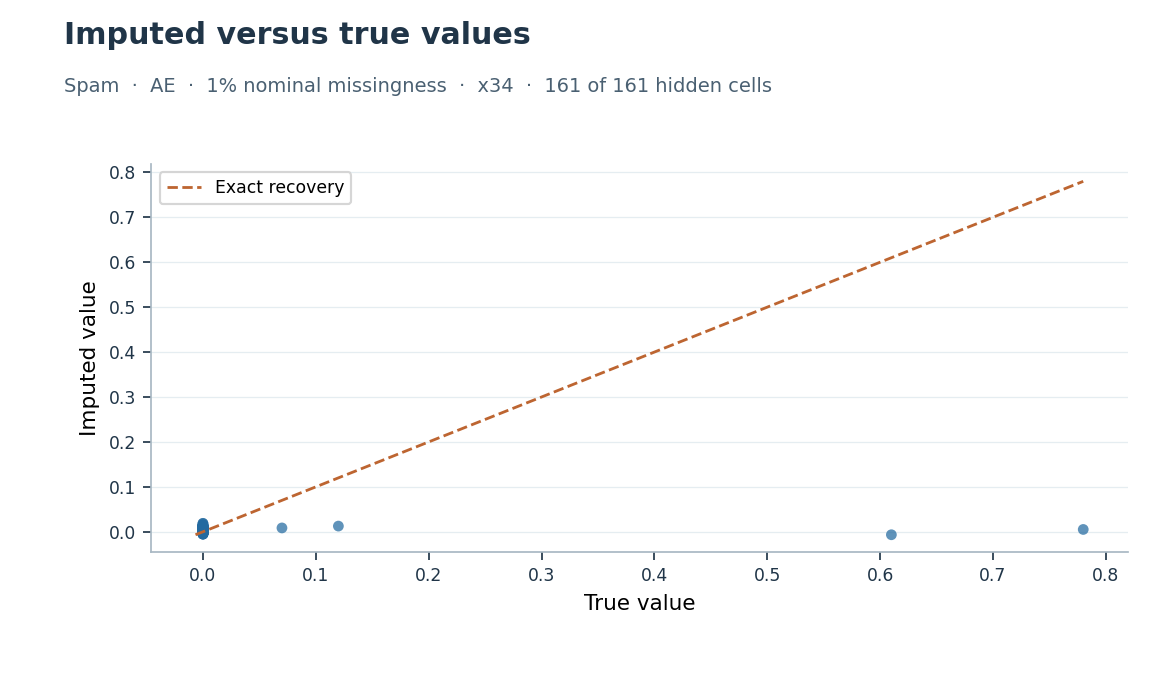 Imputed versus true values
Spam · AE · 1% nominal missingness · x34 · 161 of 161 hidden cells
Exact recovery
0.8
0.7
0.6
0.5
0.4
0.3
0.2
0.1
0.0
Imputed value
0.0 0.1 0.2 0.3 0.4 0.5 0.6 0.7 0.8
True value